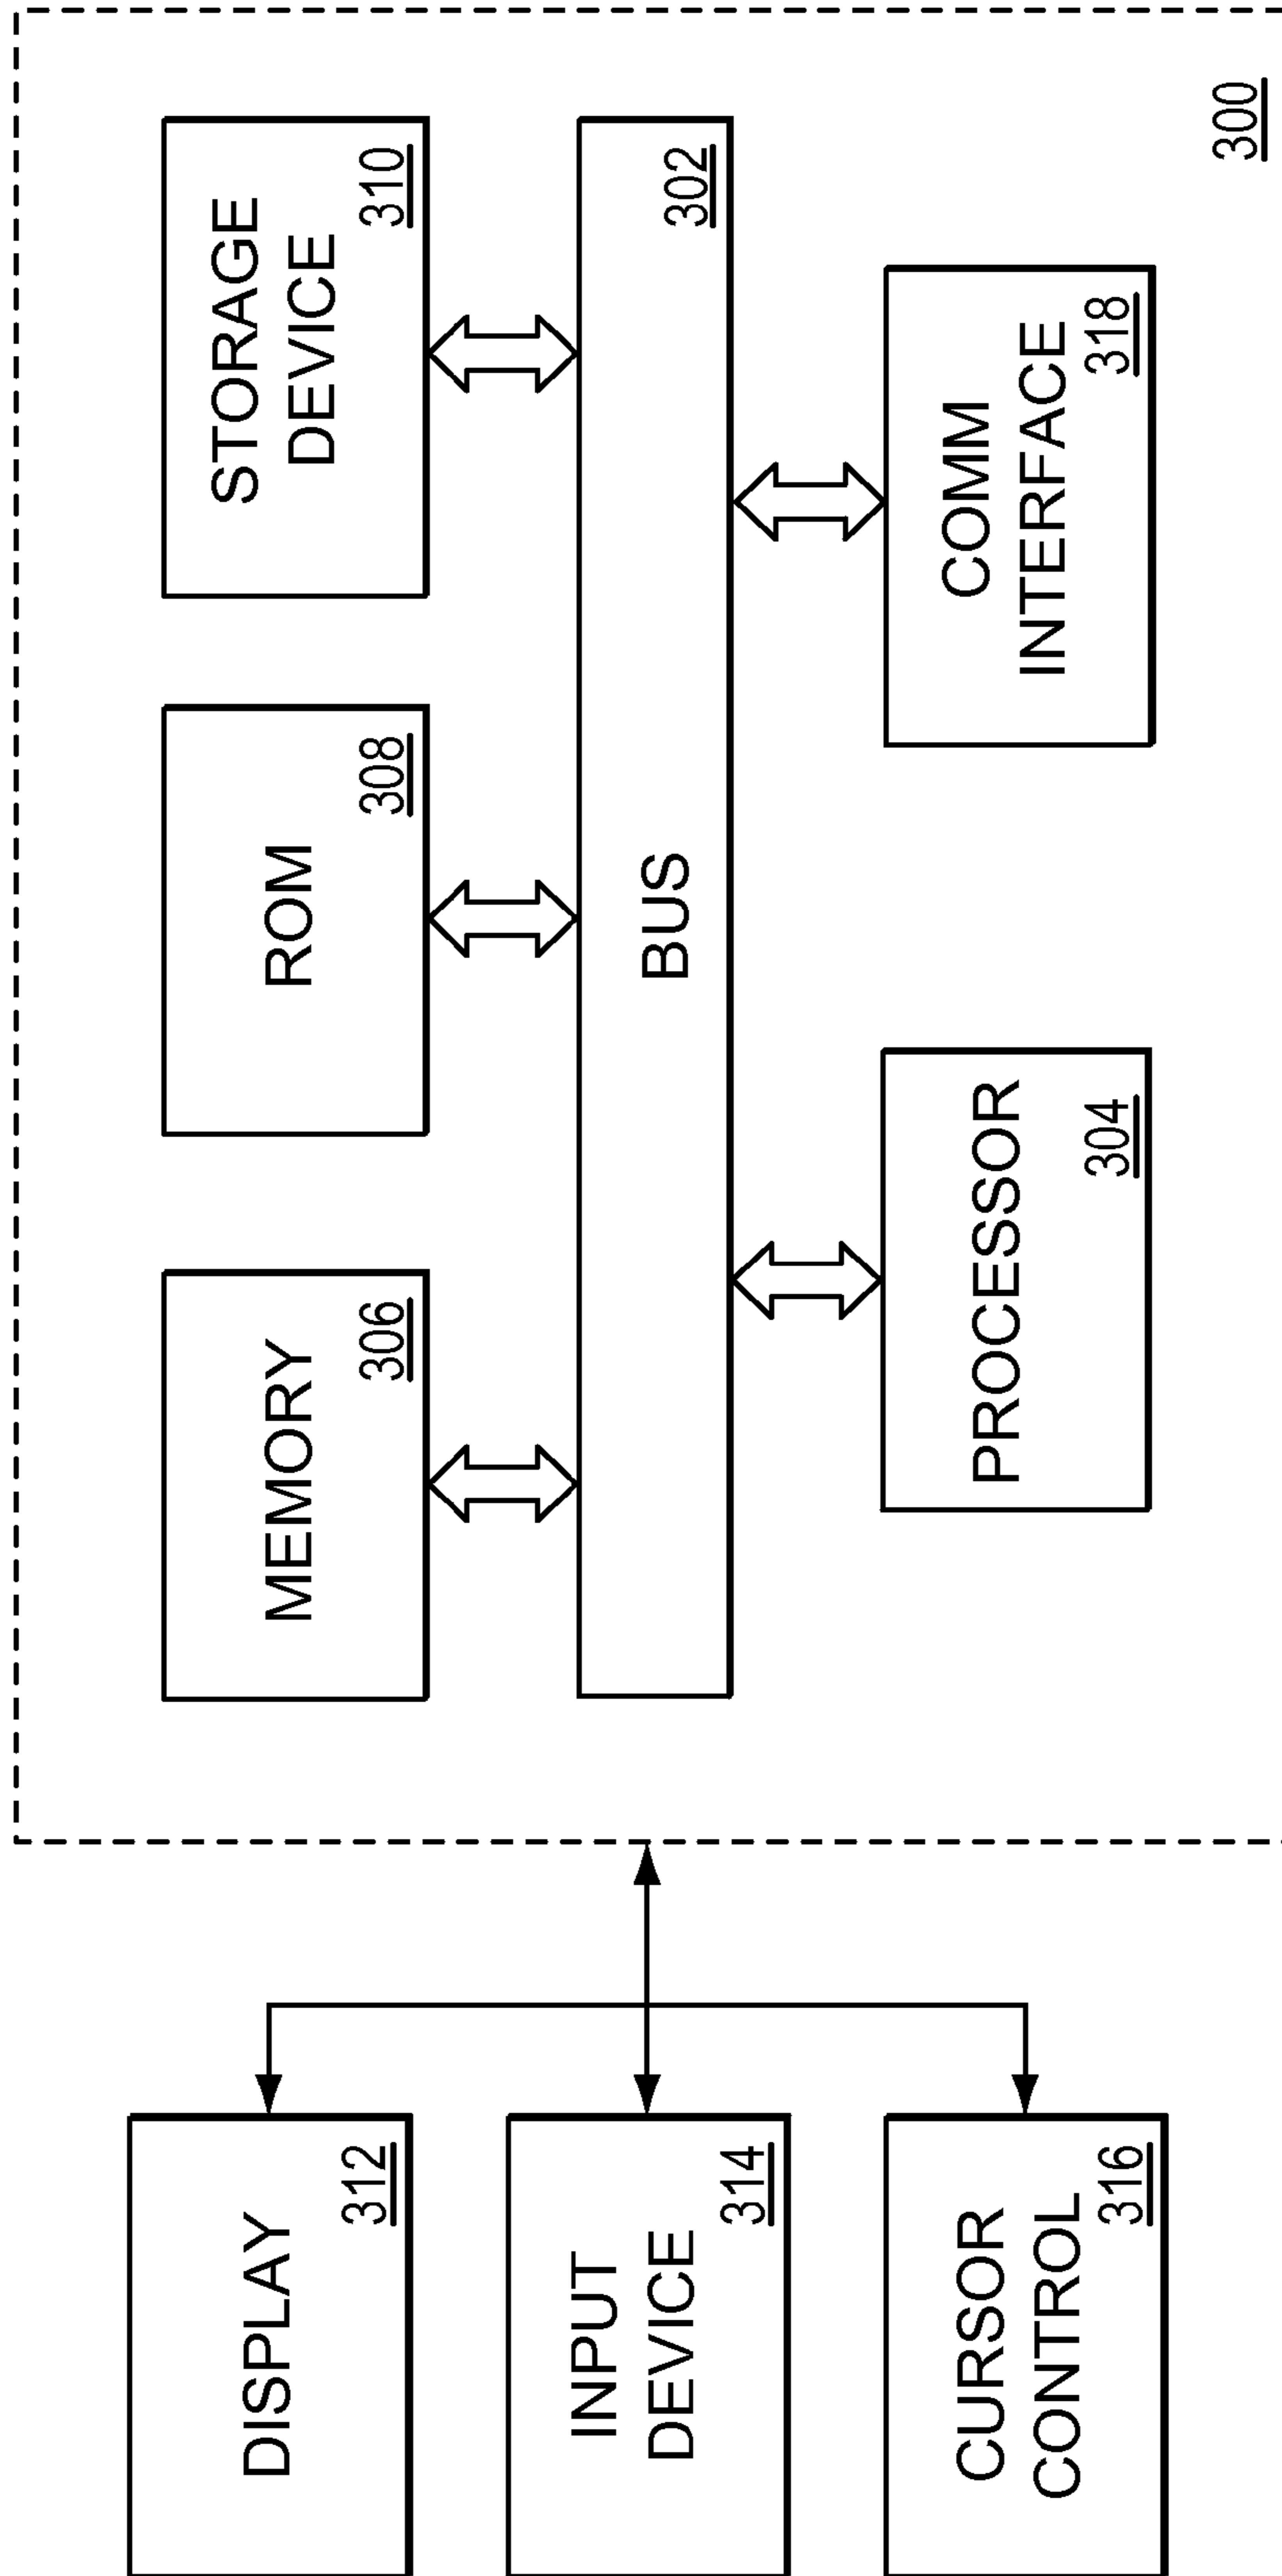 DISPLAY
312
INPUT
DEVICE
314
CURSOR
CONTROL
316
MEMORY
306
ROM
308
STORAGE
DEVICE
310
BUS
302
PROCESSOR
304
COMM
INTERFACE
318
300